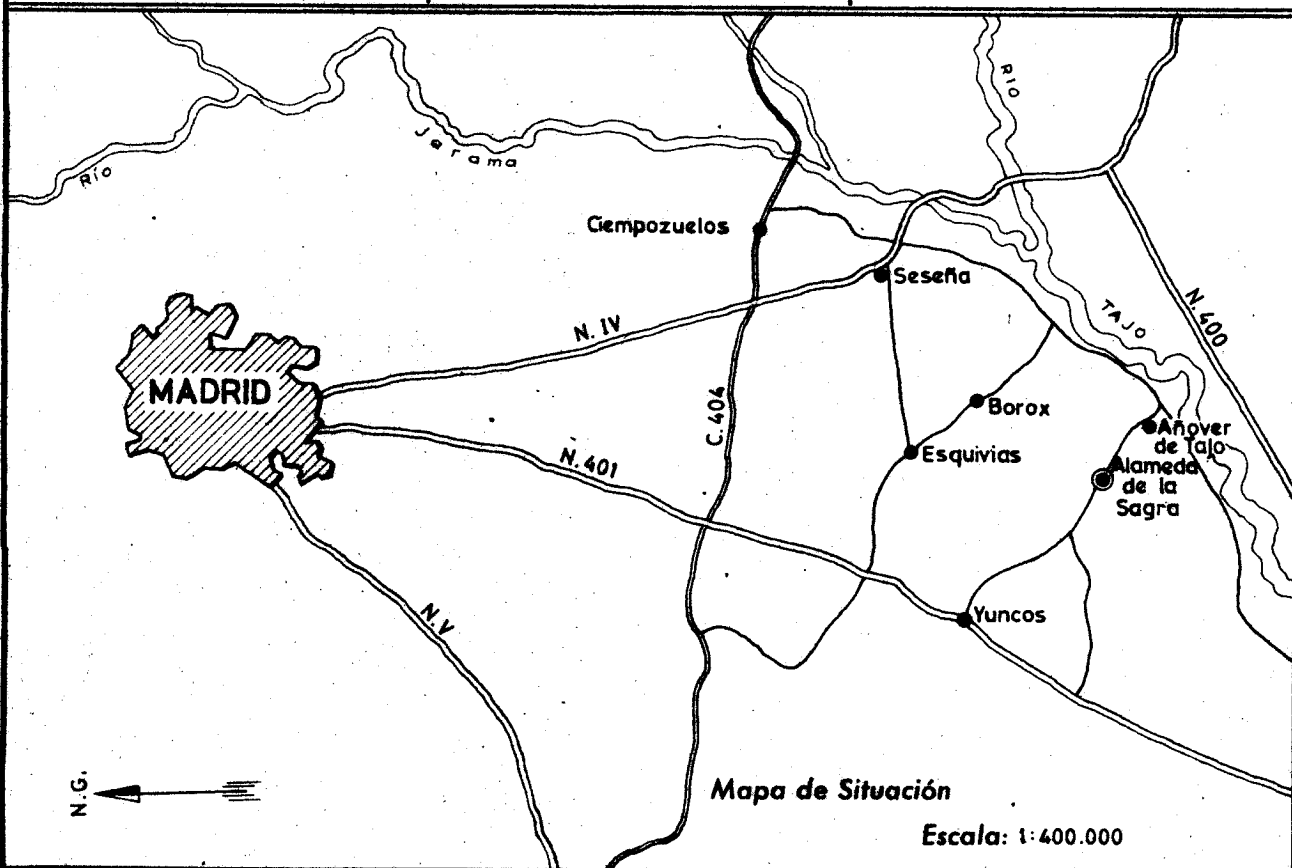 RIO
Jarama
Río
Ciempozuelos
Seseña
N. IV
TAJO
N. 400
MADRID
C. 404
Borox
Añover
de Tajo
N. 401
Esquivias
Alameda
de la
Sagra
N. V
Yuncos
N.G.
Mapa de Situación
Escala: 1:400.000